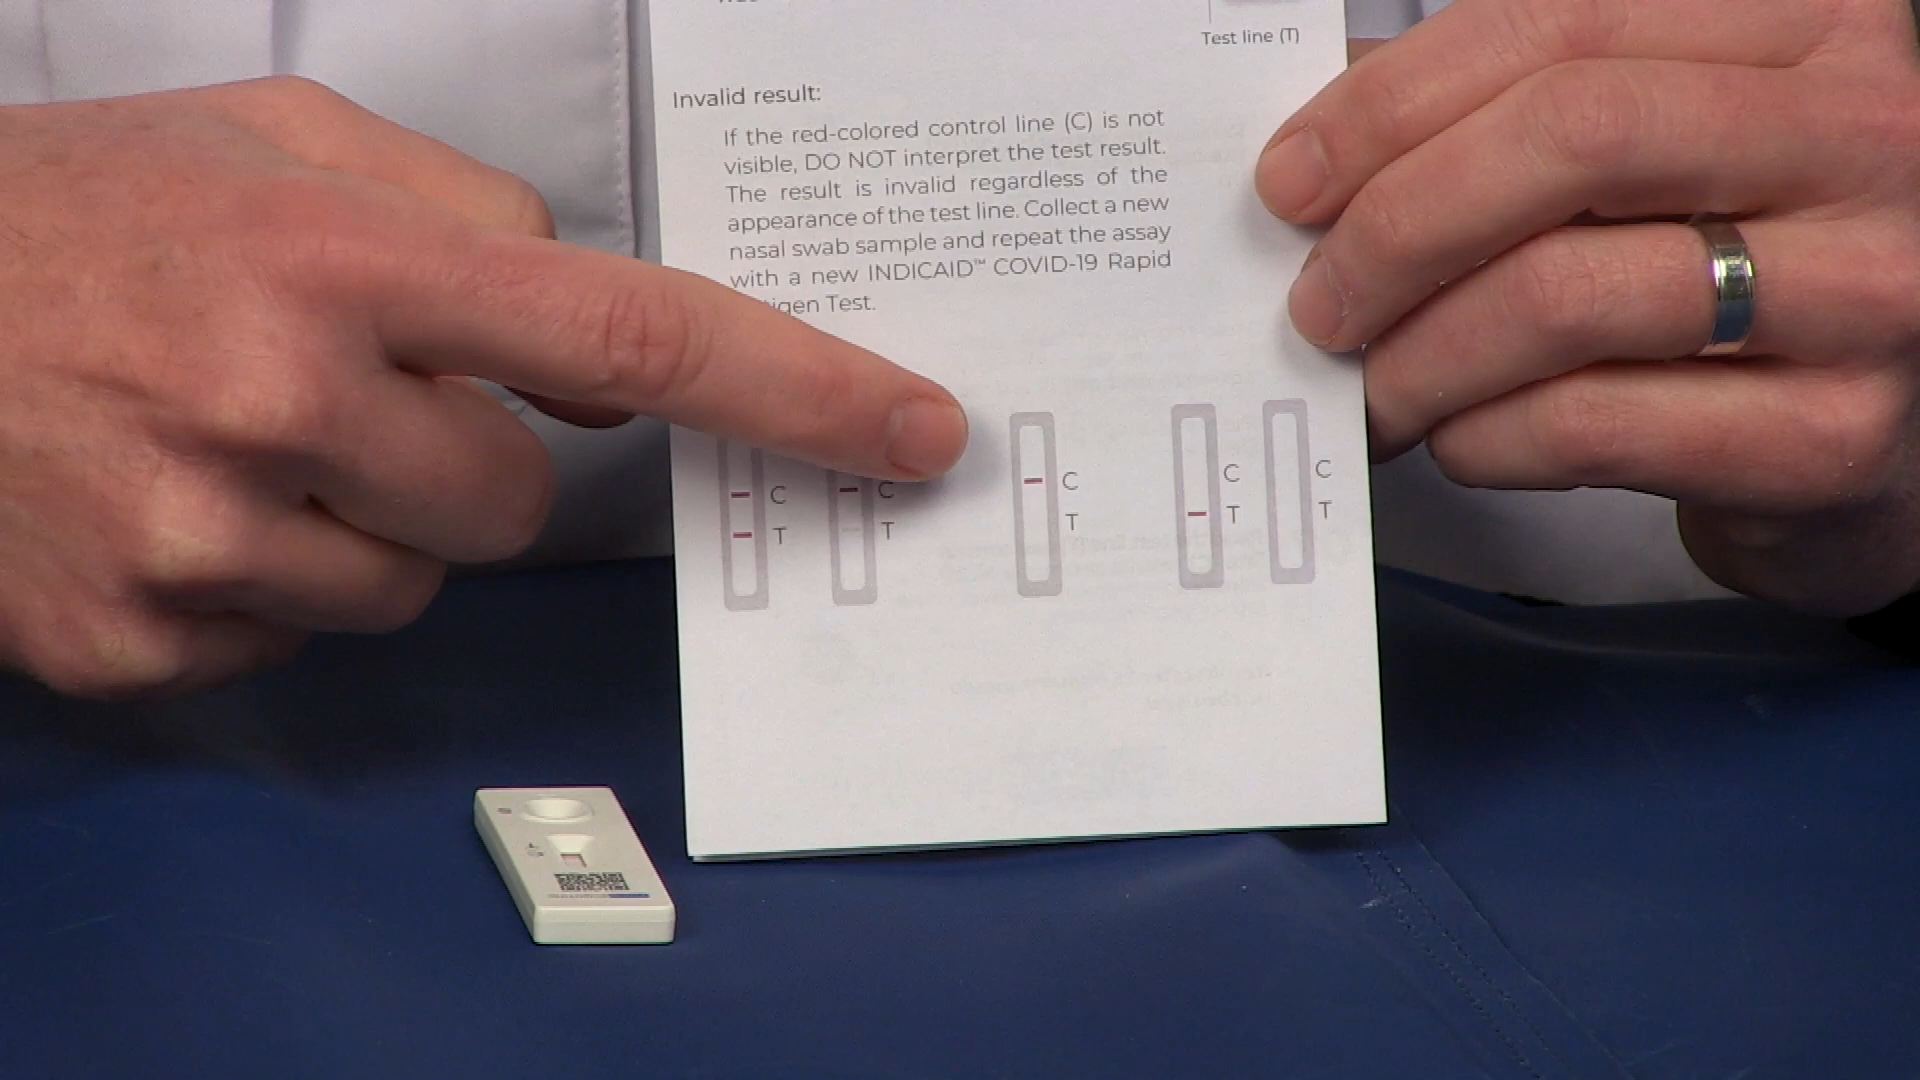 Test line (T)
Invalid result:
If the red-colored control line (C) is not
visible, DO NOT interpret the test result.
The result is invalid regardless of the
appearance of the test line. Collect a new
nasal swab sample and repeat the assay
with a new INDICAID™ COVID-19 Rapid
Test.
C C C C C
T T T T T